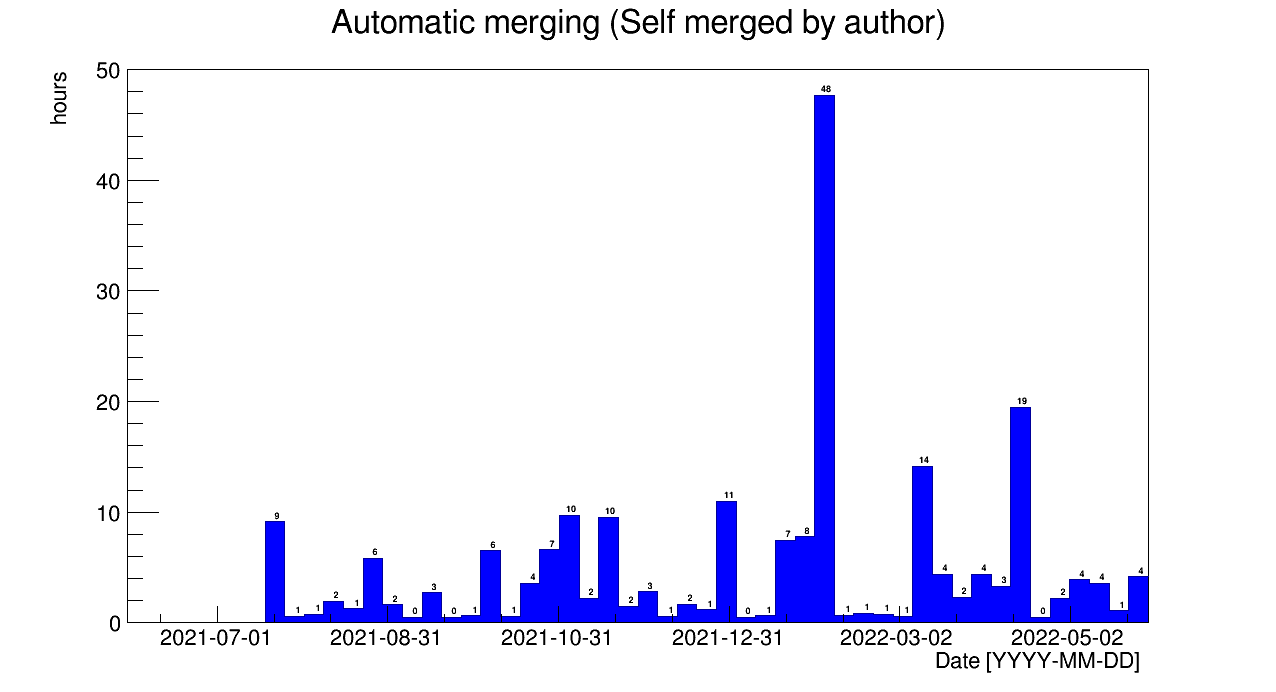 Automatic merging (Self merged by author)
hours
50
40
30
20
10
0
9 1 1 2 1 6 2 0 3 0 1 6 1 4 7 10 2 10 2 3 1 2 1 11 0 1 7 8 48 1 1 1 1 14 4 2 4 3 19 0 2 4 4 1 4
2021-07-01 2021-08-31 2021-10-31 2021-12-31 2022-03-02 2022-05-02
Date [YYYY-MM-DD]